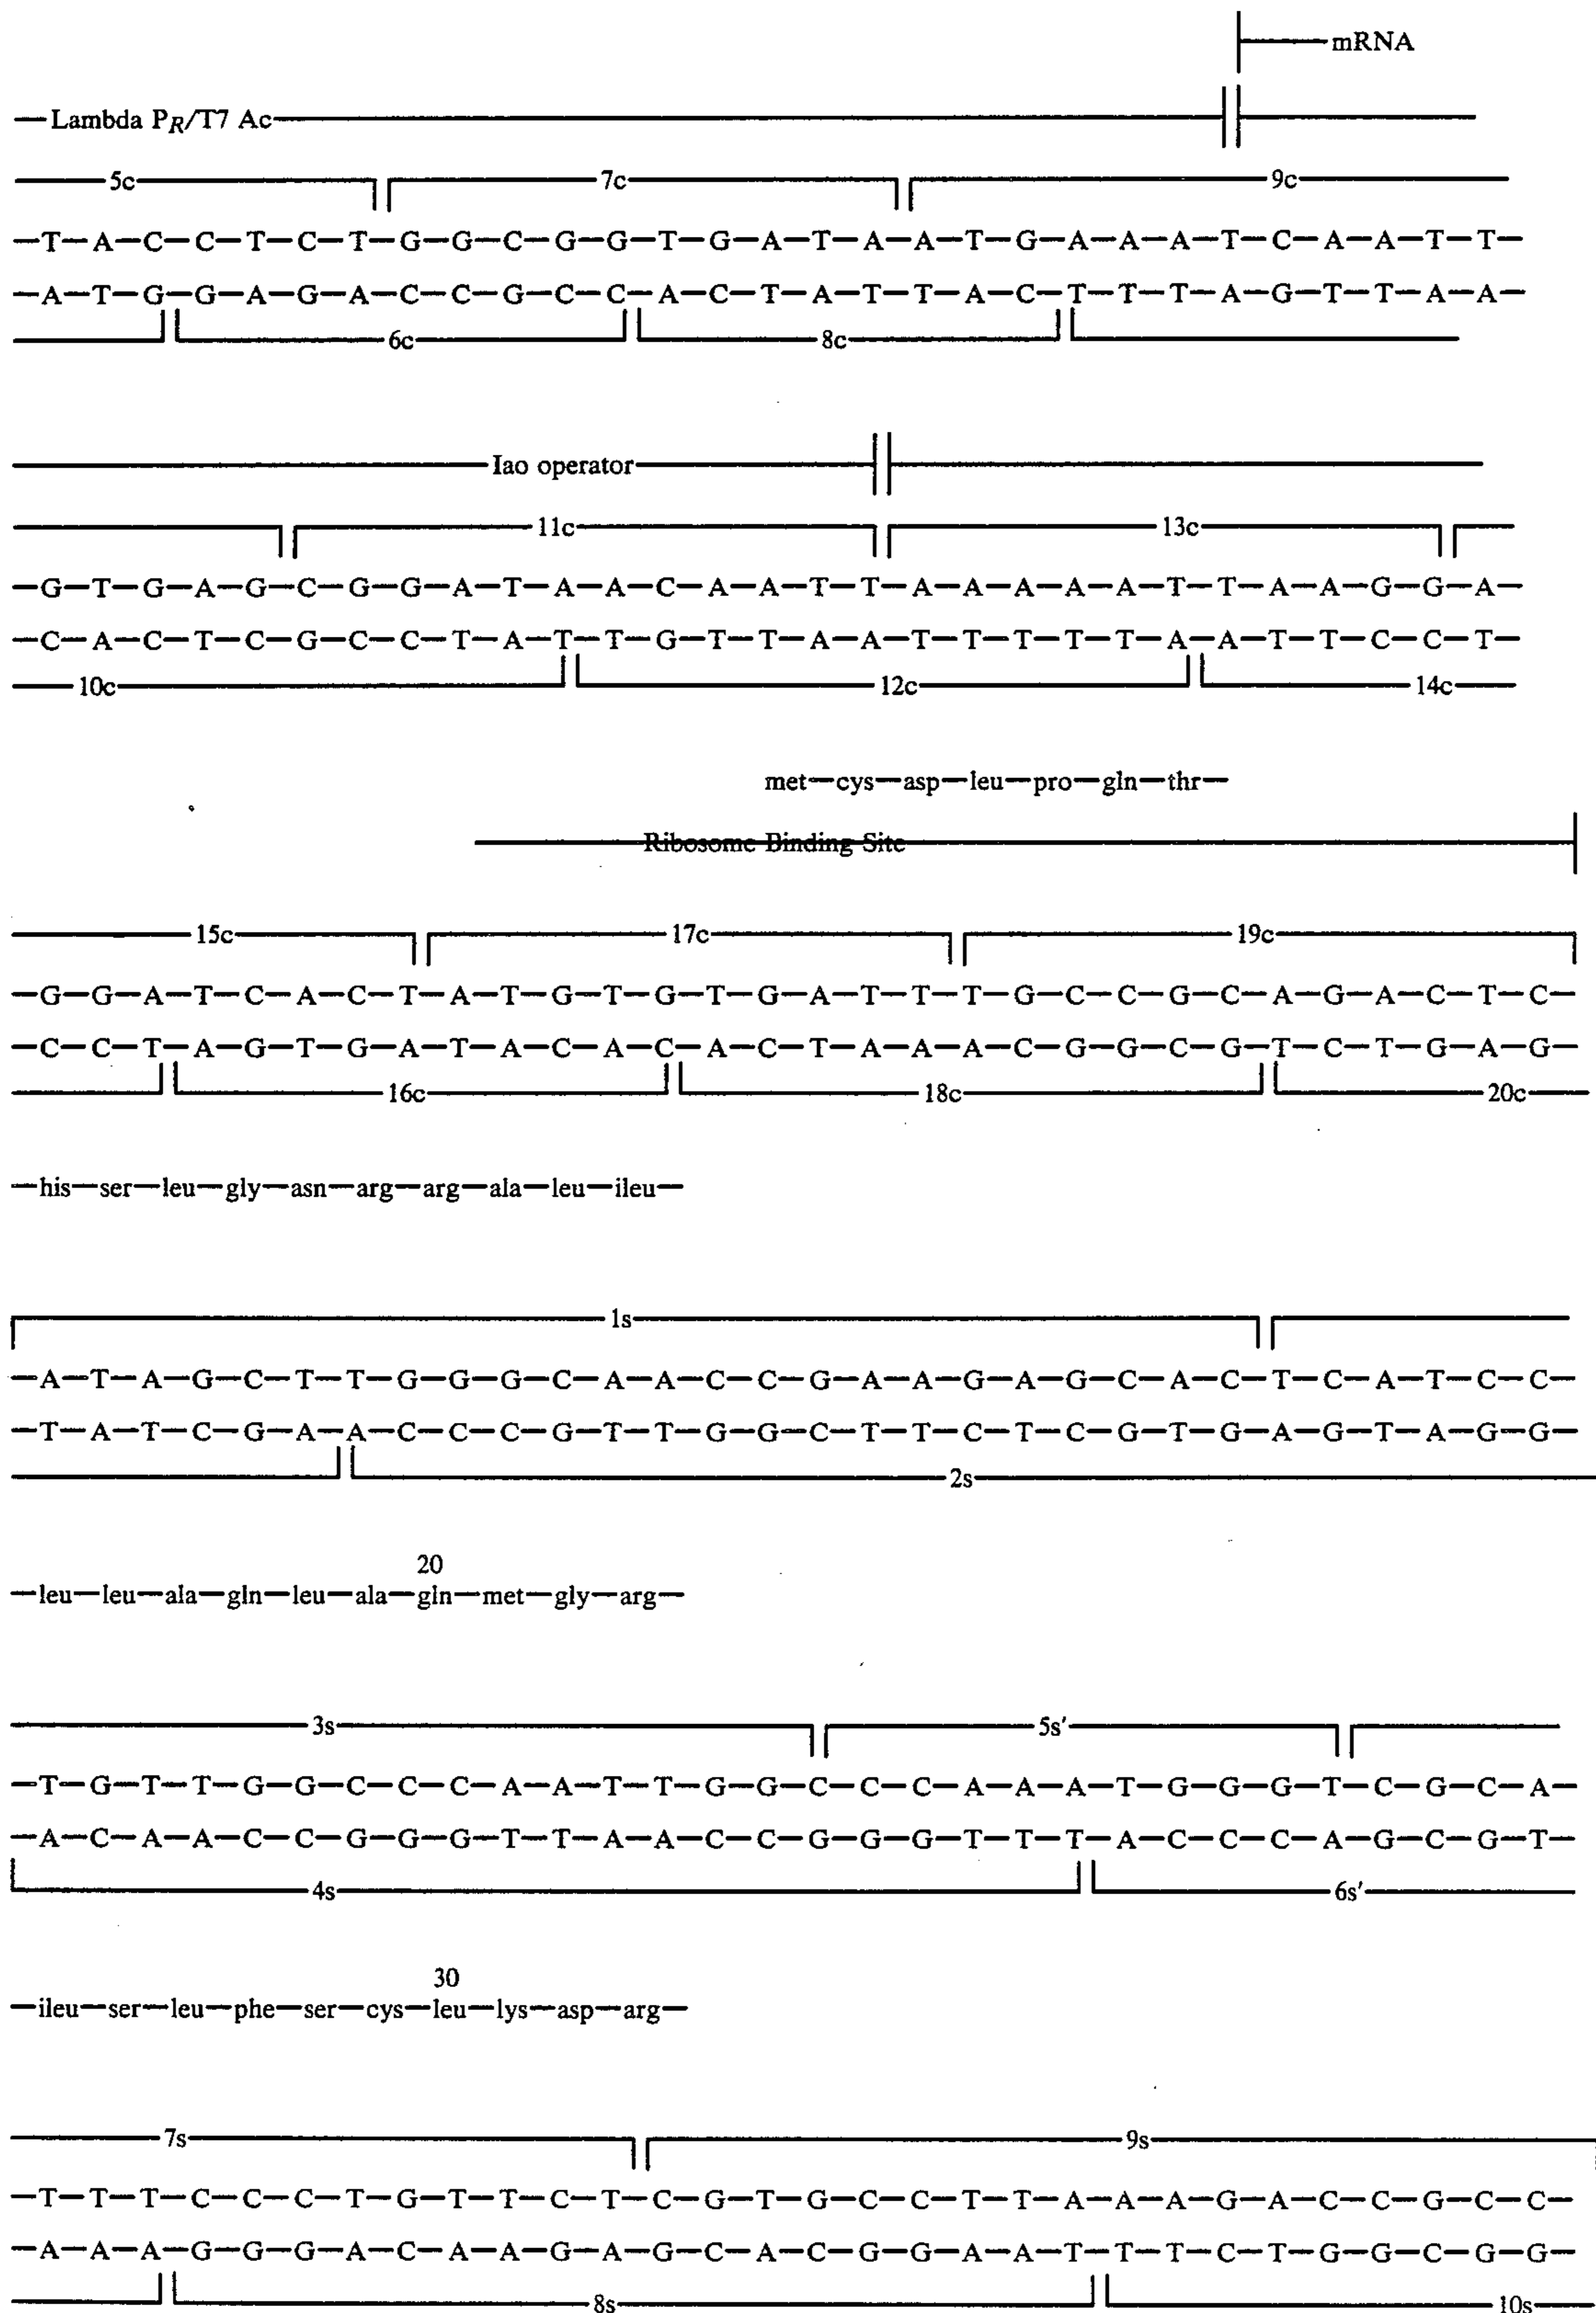 mRNA
—Lambda PR/T7 Ac—
5c 7c 9c
—T—A—C—C—T—C—T—G—G—C—G—G—T—G—A—T—A—A—T—G—A—A—A—T—C—A—A—T—T—
—A—T—G—G—A—G—A—C—C—G—C—C—A—C—T—A—T—T—A—C—T—T—T—A—G—T—T—A—A—
6c 8c
Iao operator
11c 13c
—G—T—G—A—G—C—G—G—A—T—A—A—C—A—A—T—T—A—A—A—A—A—T—T—A—A—G—G—A—
—C—A—C—T—C—G—C—C—T—A—T—T—G—T—T—A—A—T—T—T—T—T—A—A—T—T—C—C—T—
10c 12c 14c
met—cys—asp—leu—pro—gln—thr—
Ribosome Binding Site
15c 17c 19c
—G—G—A—T—C—A—C—T—A—T—G—T—G—T—G—A—T—T—T—G—C—C—G—C—A—G—A—C—T—C—
—C—C—T—A—G—T—G—A—T—A—C—A—C—A—C—T—A—A—A—C—G—G—C—G—T—C—T—G—A—G—
16c 18c 20c
—his—ser—leu—gly—asn—arg—arg—ala—leu—ileu—
1s
—A—T—A—G—C—T—T—G—G—G—C—A—A—C—C—G—A—A—G—A—G—C—A—C—T—C—A—T—C—C—
—T—A—T—C—G—A—A—C—C—C—G—T—T—G—G—C—T—T—C—T—C—G—T—G—A—G—T—A—G—G—
2s
20
—leu—leu—ala—gln—leu—ala—gln—met—gly—arg—
3s 5s′
—T—G—T—T—G—G—C—C—C—A—A—T—T—G—G—C—C—C—A—A—A—T—G—G—G—T—C—G—C—A—
—A—C—A—A—C—C—G—G—G—T—T—A—A—C—C—G—G—G—T—T—T—A—C—C—C—A—G—C—G—T—
4s 6s′
30
—ileu—ser—leu—phe—ser—cys—leu—lys—asp—arg—
7s 9s
—T—T—T—C—C—C—T—G—T—T—C—T—C—G—T—G—C—C—T—T—A—A—A—G—A—C—C—G—C—C—
—A—A—A—G—G—G—A—C—A—A—G—A—G—C—A—C—G—G—A—A—T—T—T—C—T—G—G—C—G—G—
8s 10s